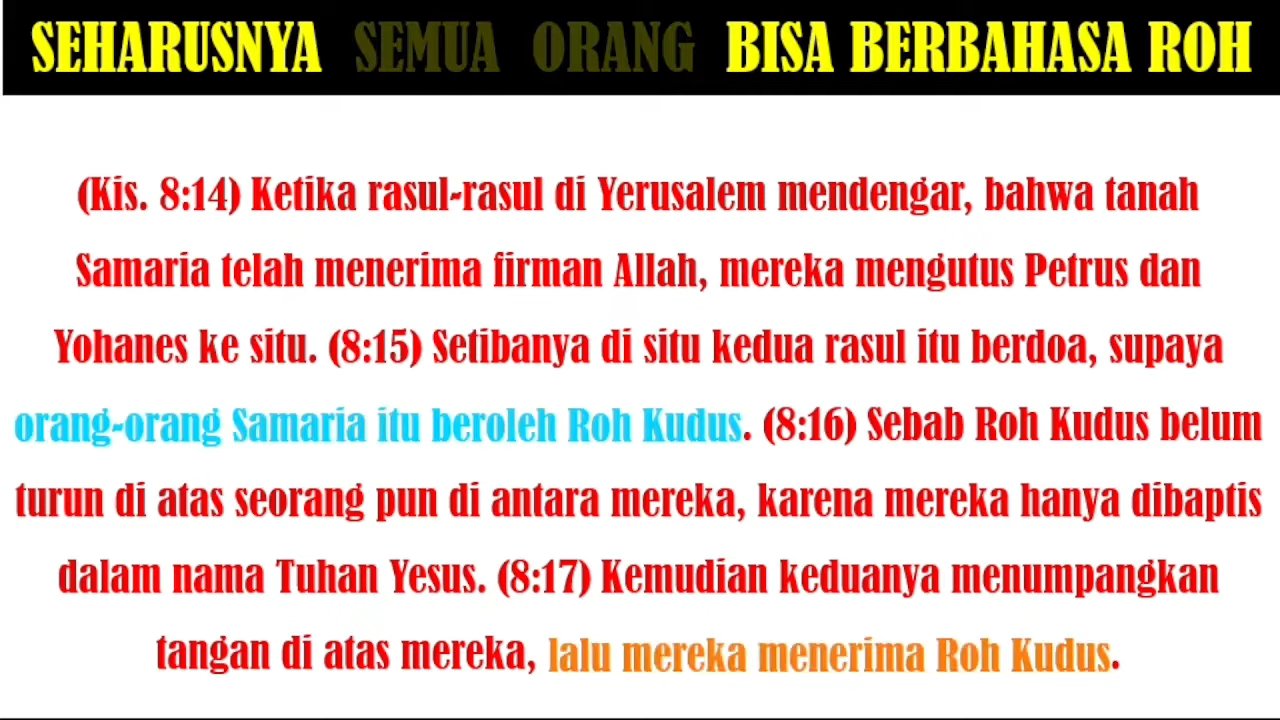 SEHARUSNYA SEMUA ORANG BISA BERBAHASA ROH
(Kis. 8:14) Ketika rasul-rasul di Yerusalem mendengar, bahwa tanah
Samaria telah menerima firman Allah, mereka mengutus Petrus dan
Yohanes ke situ. (8:15) Setibanya di situ kedua rasul itu berdoa, supaya
orang-orang Samaria itu beroleh Roh Kudus. (8:16) Sebab Roh Kudus belum
turun di atas seorang pun di antara mereka, karena mereka hanya dibaptis
dalam nama Tuhan Yesus. (8:17) Kemudian keduanya menumpangkan
tangan di atas mereka, lalu mereka menerima Roh Kudus.